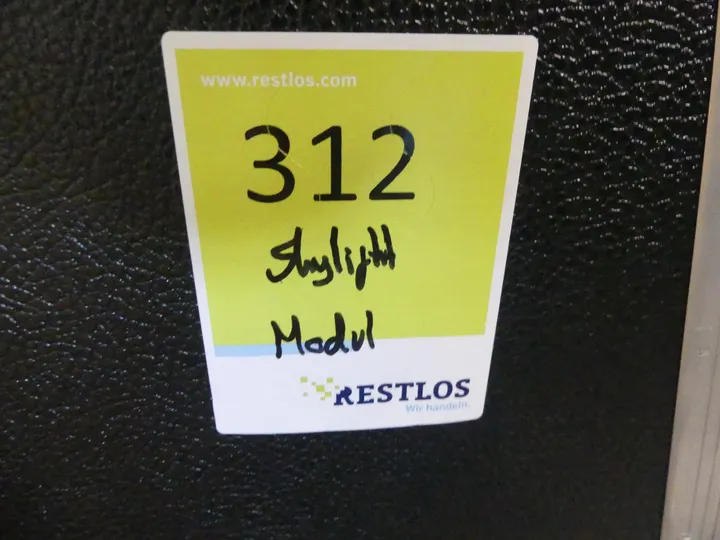 www.restlos.com
312
Skylight
Modul
RESTLOS
Wir handeln.